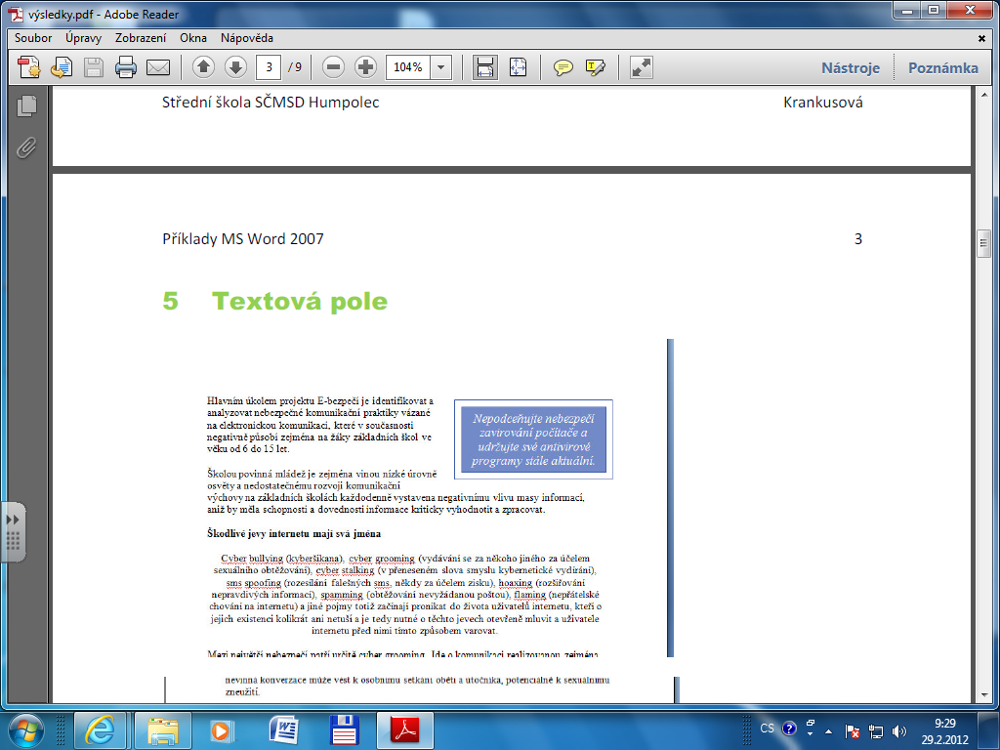 výsledky.pdf - Adobe Reader
Soubor Úpravy Zobrazení Okna Nápověda
3 / 9 104% Nástroje Poznámka
Střední škola SČMSD Humpolec Krankusová
Příklady MS Word 2007 3
5 Textová pole
Hlavním úkolem projektu E-bezpečí je identifikovat a
analyzovat nebezpečné komunikační praktiky vázané
na elektronickou komunikaci, které v současnosti
negativně působí zejména na žáky základních škol ve
věku od 6 do 15 let.
Nepodceňujte nebezpečí
zavirování počítače a
udržujte své antivirové
programy stále aktuální.
Školou povinná mládež je zejména vinou nízké úrovně
osvěty a nedostatečnému rozvoji komunikační
výchovy na základních školách každodenně vystavena negativnímu vlivu masy informací,
aniž by měla schopnosti a dovednosti informace kriticky vyhodnotit a zpracovat.
Škodlivé jevy internetu mají svá jména
Cyber bullying (kyberšikana), cyber grooming (vydávání se za někoho jiného za účelem
sexuálního obtěžování), cyber stalking (v přeneseném slova smyslu kybernetické vydírání),
sms spoofing (rozesílání falešných sms, někdy za účelem zisku), hoaxing (rozšiřování
nepravdivých informací), spamming (obtěžování nevyžádanou poštou), flaming (nepřátelské
chování na internetu) a jiné pojmy totiž začínají pronikat do života uživatelů internetu, kteří o
jejich existenci kolikrát ani netuší a je tedy nutné o těchto jevech otevřeně mluvit a uživatele
internetu před nimi tímto způsobem varovat.
Mezi největší nebezpečí patří určitě cyber grooming. Jde o komunikaci realizovanou zejména
nevinná konverzace může vést k osobnímu setkání oběti a útočníka, potenciálně k sexuálnímu
zneužití.
CS 9:29
29.2.2012